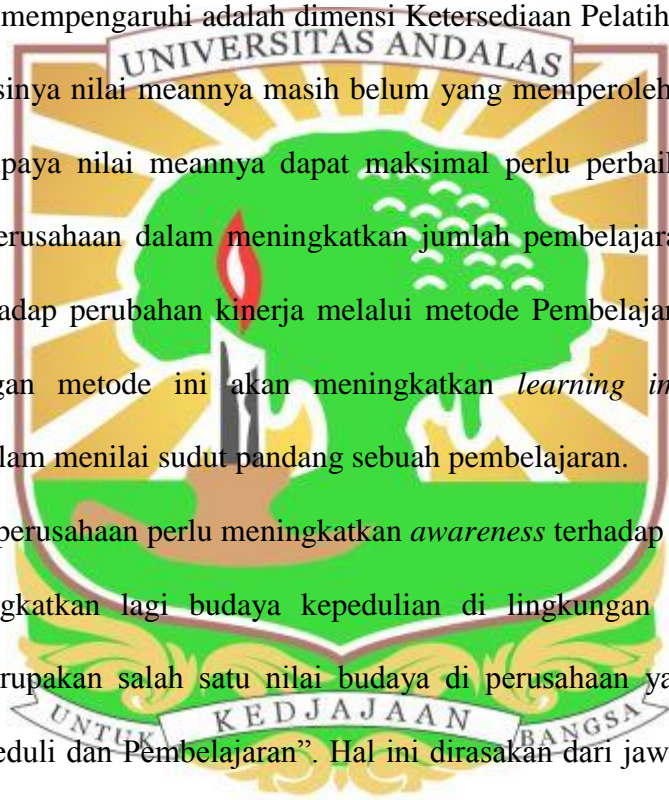 mempengaruhi adalah dimensi Ketersediaan Pelatih
UNIVERSITAS ANDALAS
sinya nilai meannya masih belum yang memperoleh
paya nilai meannya dapat maksimal perlu perbaik
erusahaan dalam meningkatkan jumlah pembelajara
adap perubahan kinerja melalui metode Pembelajar
gan metode ini akan meningkatkan learning in
lam menilai sudut pandang sebuah pembelajaran.
perusahaan perlu meningkatkan awareness terhadap
gkatkan lagi budaya kepedulian di lingkungan
rupakan salah satu nilai budaya di perusahaan ya
UNTUK KEDJAJAAN BANGSA
eduli dan Pembelajaran”. Hal ini dirasakan dari jaw